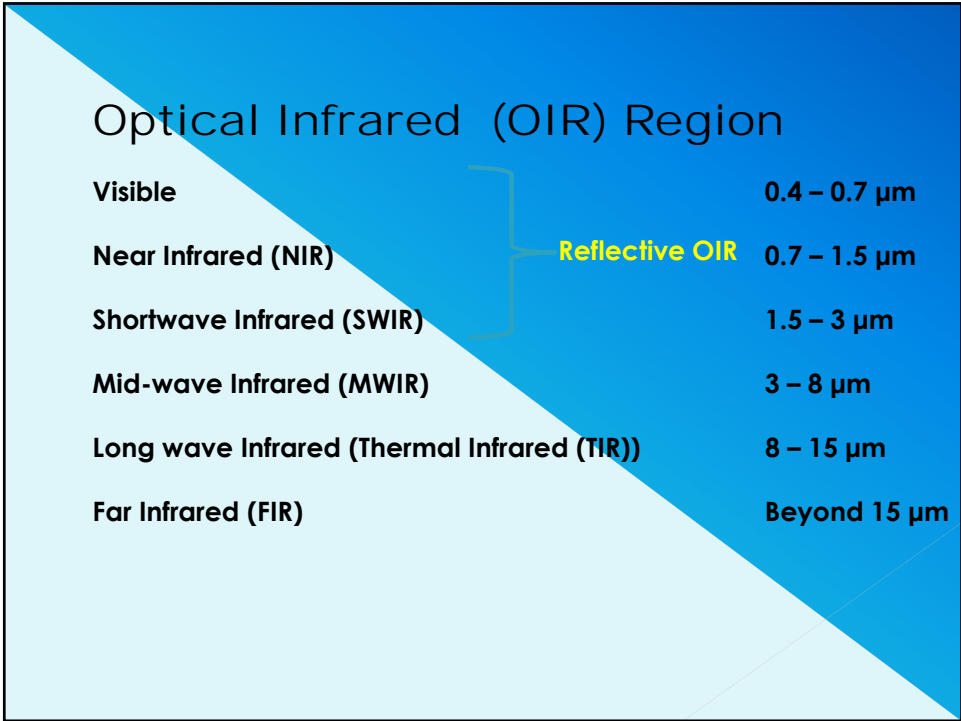 Optical Infrared (OIR) Region
Visible 0.4 – 0.7 µm
Near Infrared (NIR) Reflective OIR 0.7 – 1.5 µm
Shortwave Infrared (SWIR) 1.5 – 3 µm
Mid-wave Infrared (MWIR) 3 – 8 µm
Long wave Infrared (Thermal Infrared (TIR)) 8 – 15 µm
Far Infrared (FIR) Beyond 15 µm